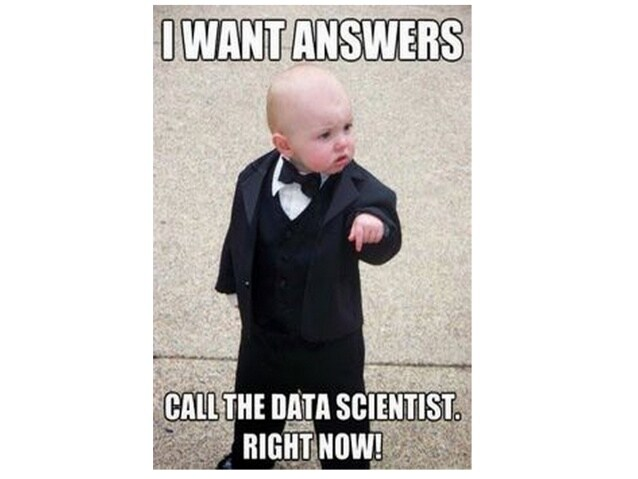 I WANT ANSWERS
CALL THE DATA SCIENTIST.
RIGHT NOW!